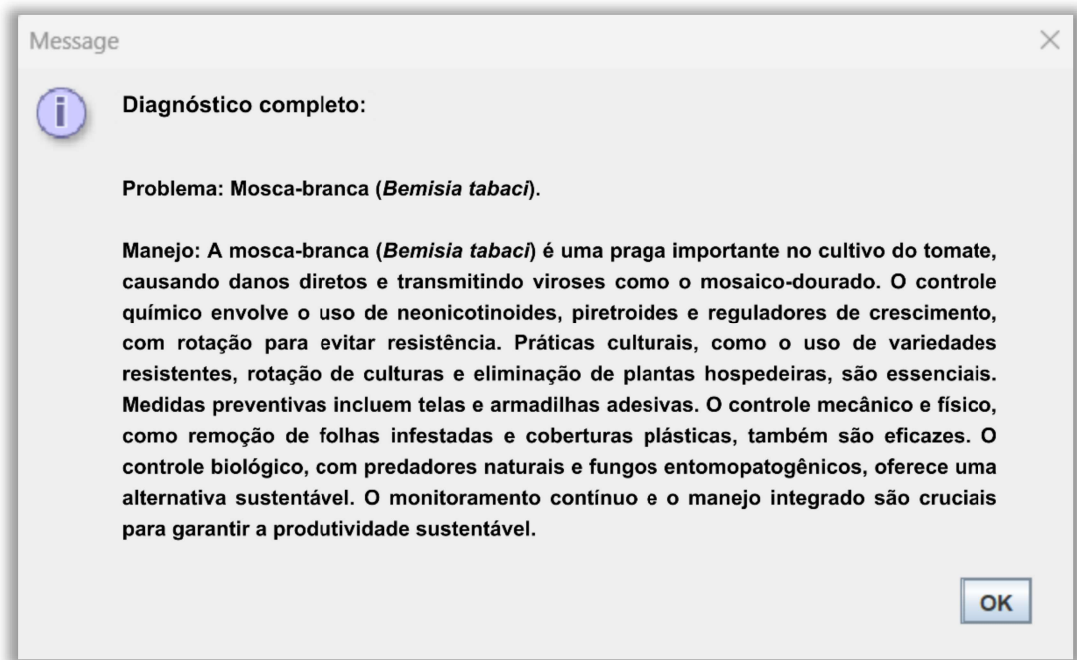 Message
Diagnóstico completo:
Problema: Mosca-branca (Bemisia tabaci).
Manejo: A mosca-branca (Bemisia tabaci) é uma praga importante no cultivo do tomate,
causando danos diretos e transmitindo viroses como o mosaico-dourado. O controle
químico envolve o uso de neonicotinoides, piretroides e reguladores de crescimento,
com rotação para evitar resistência. Práticas culturais, como o uso de variedades
resistentes, rotação de culturas e eliminação de plantas hospedeiras, são essenciais.
Medidas preventivas incluem telas e armadilhas adesivas. O controle mecânico e físico,
como remoção de folhas infestadas e coberturas plásticas, também são eficazes. O
controle biológico, com predadores naturais e fungos entomopatogênicos, oferece uma
alternativa sustentável. O monitoramento contínuo e o manejo integrado são cruciais
para garantir a produtividade sustentável.
OK